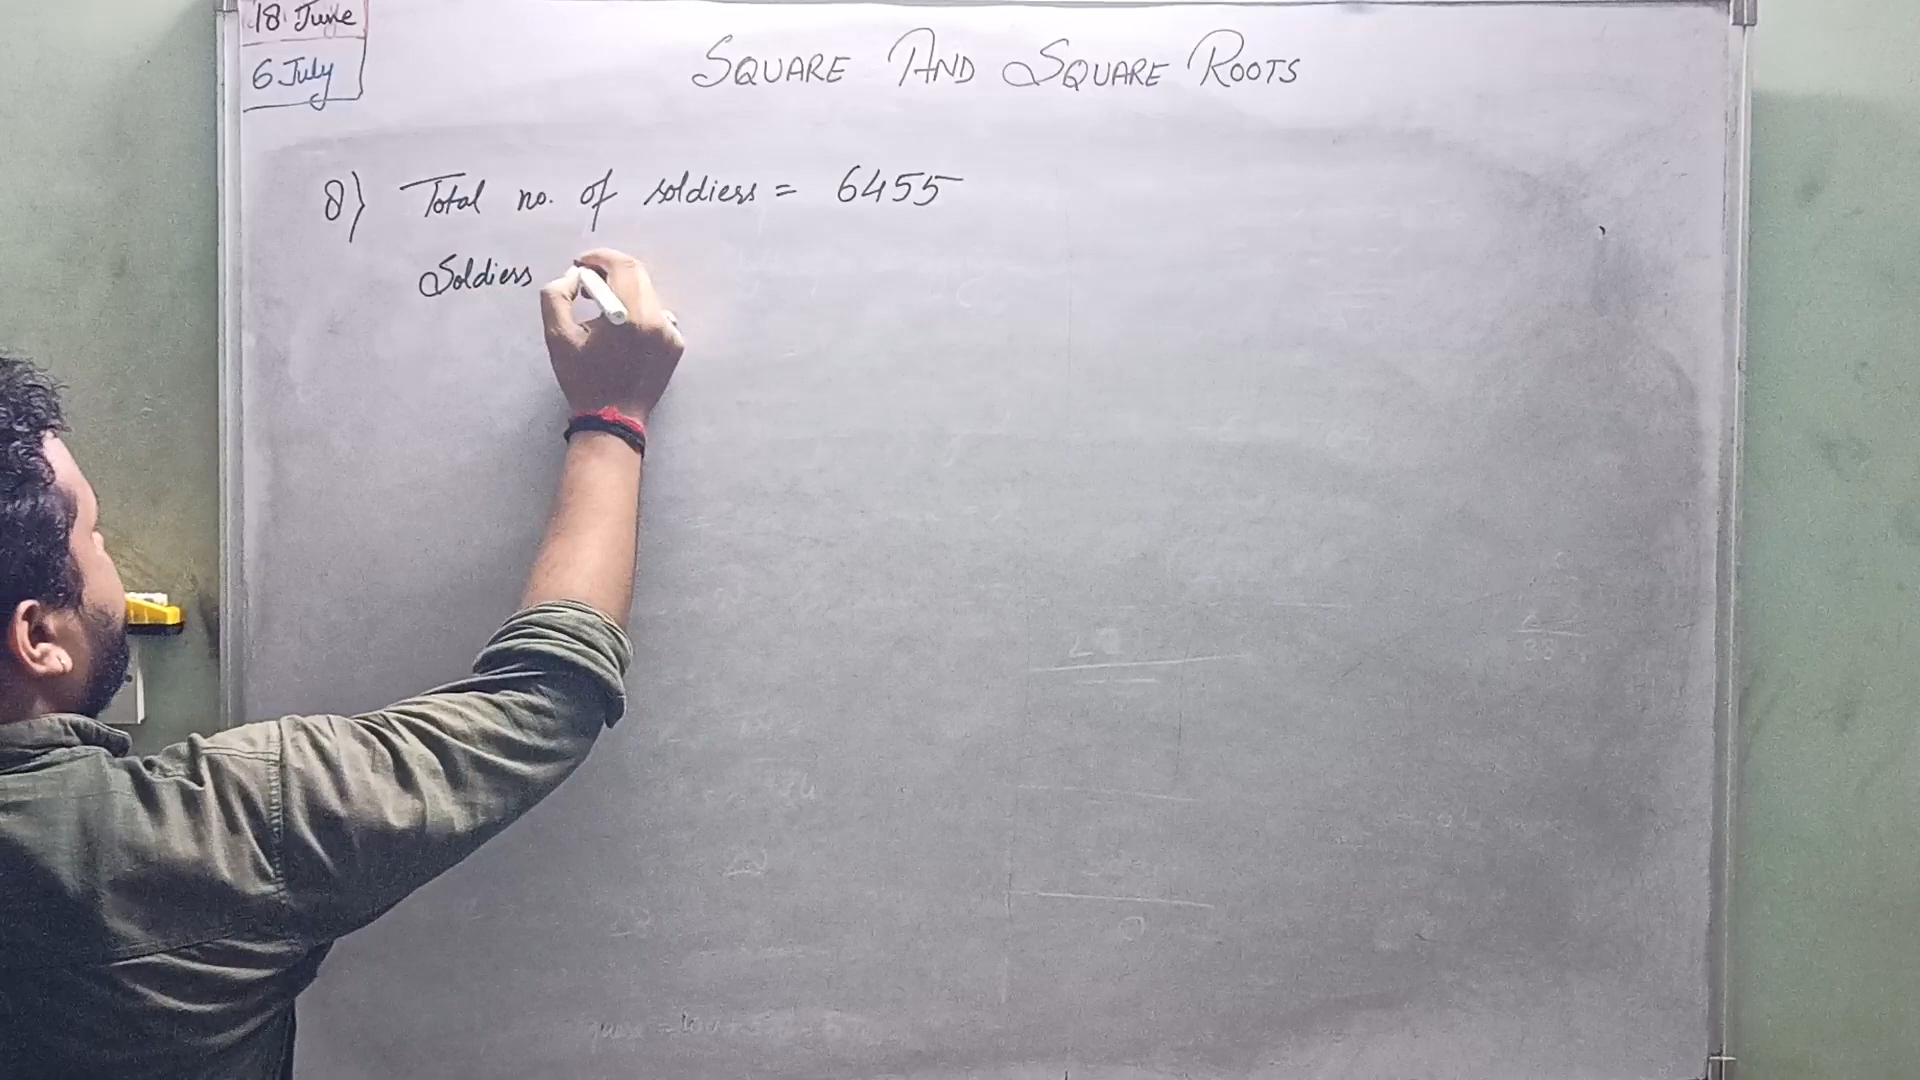 18 June
6 July
SQUARE AND SQUARE ROOTS
8) Total no. of soldiers = 6455
Soldiers